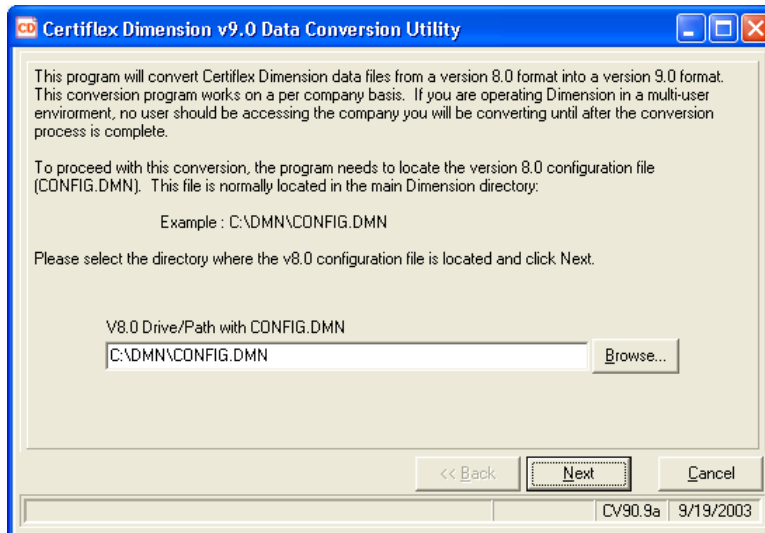 CD Certiflex Dimension v9.0 Data Conversion Utility
This program will convert Certiflex Dimension data files from a version 8.0 format into a version 9.0 format.
This conversion program works on a per company basis. If you are operating Dimension in a multi-user
envirorment, no user should be accessing the company you will be converting until after the conversion
process is complete.
To proceed with this conversion, the program needs to locate the version 8.0 configuration file
(CONFIG.DMN). This file is normally located in the main Dimension directory:
Example : C:\DMN\CONFIG.DMN
Please select the directory where the v8.0 configuration file is located and click Next.
V8.0 Drive/Path with CONFIG.DMN
C:\DMN\CONFIG.DMN
Browse...
<< Back
Next
Cancel
CV90.9a
9/19/2003